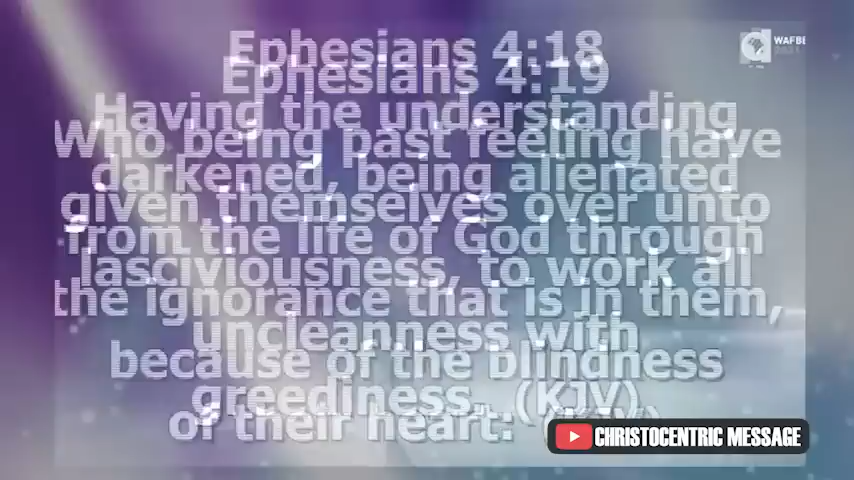 Ephesians 4:18
Ephesians 4:19
Having the understanding
Who being past feeling have
darkened, being alienated
given themselves over unto
from the life of God through
lasciviousness, to work all
the ignorance that is in them,
uncleanness with
because of the blindness
greediness. (KJV)
of their heart: (KJV)
WAFBE
CHRISTOCENTRIC MESSAGE